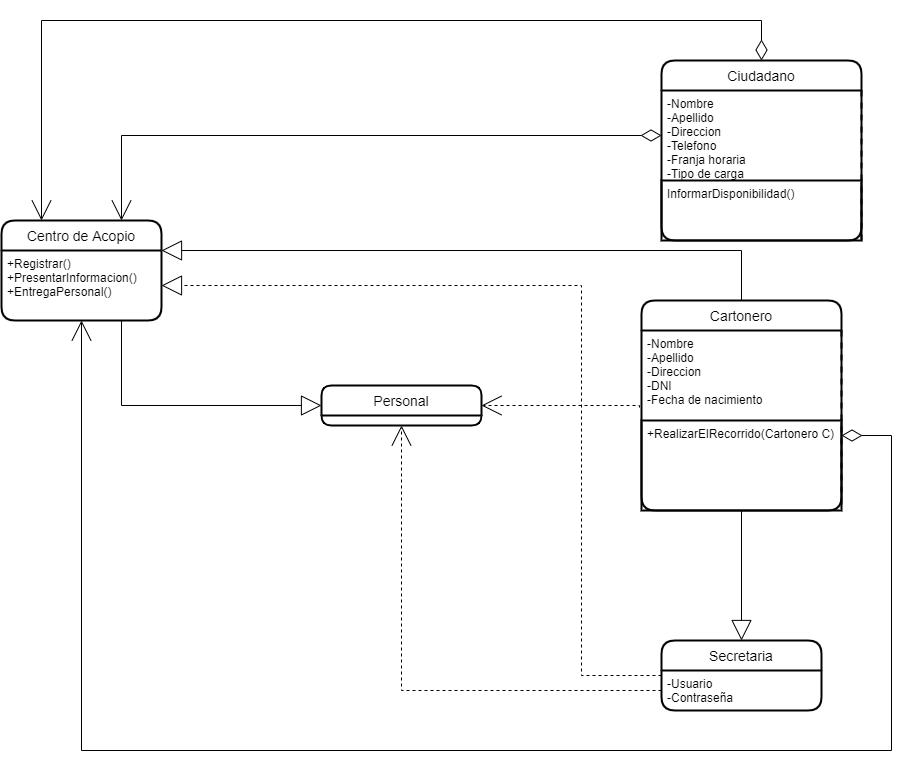 Ciudadano
-Nombre
-Apellido
-Direccion
-Telefono
-Franja horaria
-Tipo de carga
InformarDisponibilidad()
Centro de Acopio
+Registrar()
+PresentarInformacion()
+EntregaPersonal()
Cartonero
-Nombre
-Apellido
-Direccion
-DNI
-Fecha de nacimiento
+RealizarElRecorrido(Cartonero C)
Personal
Secretaria
-Usuario
-Contraseña